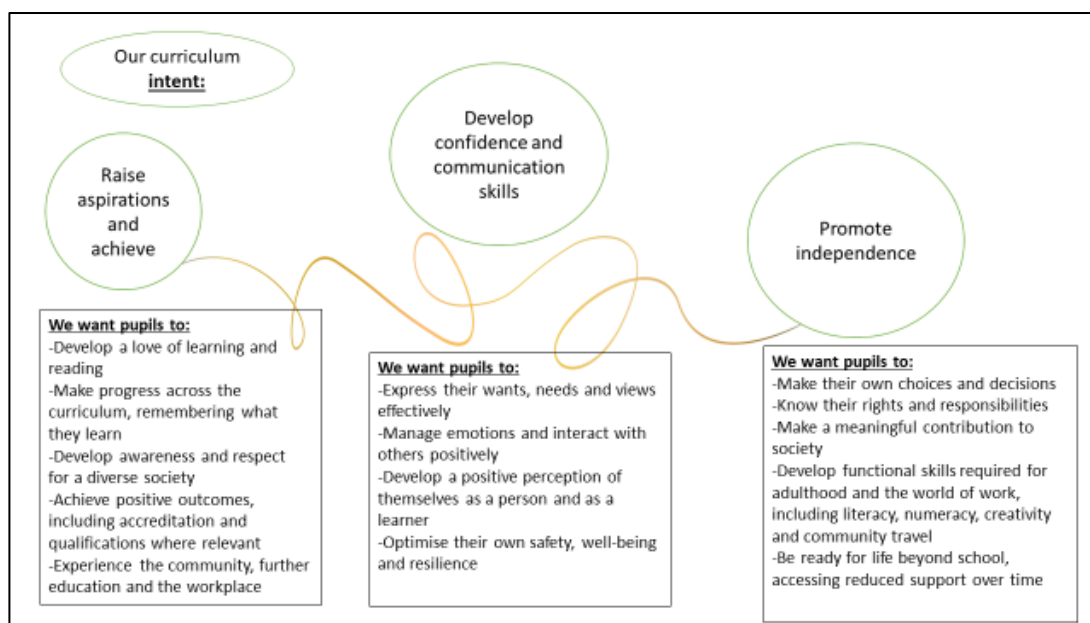 Our curriculum
intent:
Raise
aspirations
and
achieve
Develop
confidence and
communication
skills
Promote
independence
We want pupils to:
-Develop a love of learning and
reading
-Make progress across the
curriculum, remembering what
they learn
-Develop awareness and respect
for a diverse society
-Achieve positive outcomes,
including accreditation and
qualifications where relevant
-Experience the community, further
education and the workplace
We want pupils to:
-Express their wants, needs and views
effectively
-Manage emotions and interact with
others positively
-Develop a positive perception of
themselves as a person and as a
learner
-Optimise their own safety, well-being
and resilience
We want pupils to:
-Make their own choices and decisions
-Know their rights and responsibilities
-Make a meaningful contribution to
society
-Develop functional skills required for
adulthood and the world of work,
including literacy, numeracy, creativity
and community travel
-Be ready for life beyond school,
accessing reduced support over time